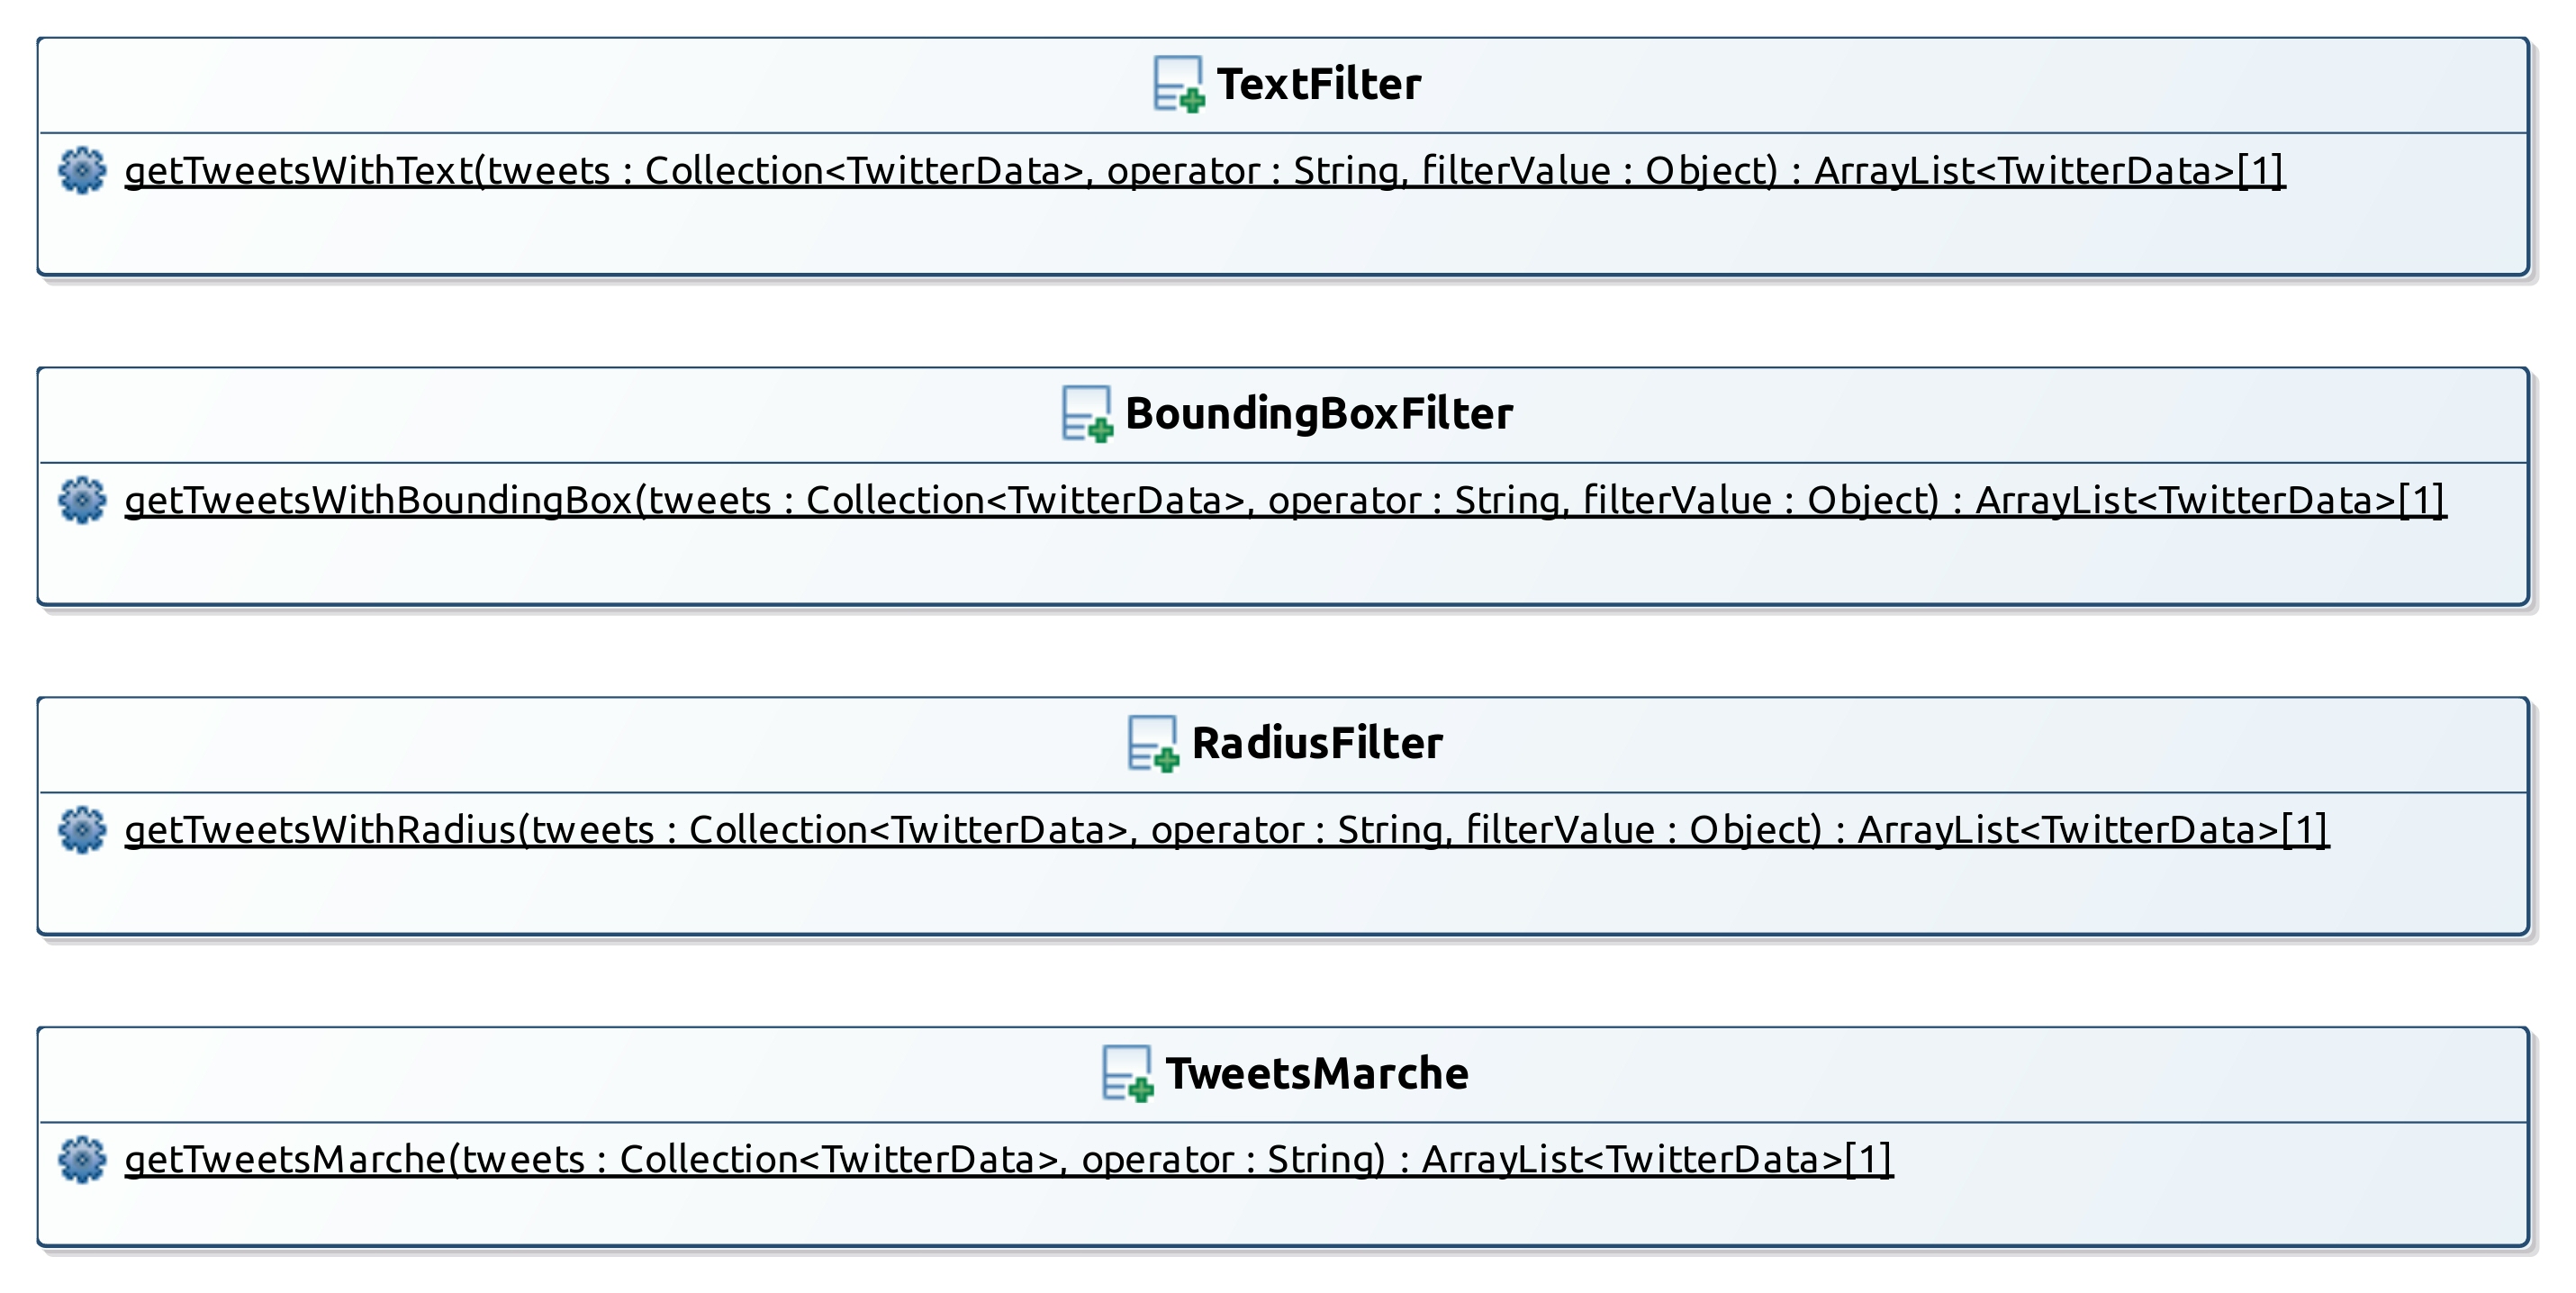 TextFilter
getTweetsWithText(tweets : Collection<TwitterData>, operator : String, filterValue : Object) : ArrayList<TwitterData>[1]
BoundingBoxFilter
getTweetsWithBoundingBox(tweets : Collection<TwitterData>, operator : String, filterValue : Object) : ArrayList<TwitterData>[1]
RadiusFilter
getTweetsWithRadius(tweets : Collection<TwitterData>, operator : String, filterValue : Object) : ArrayList<TwitterData>[1]
TweetsMarche
getTweetsMarche(tweets : Collection<TwitterData>, operator : String) : ArrayList<TwitterData>[1]